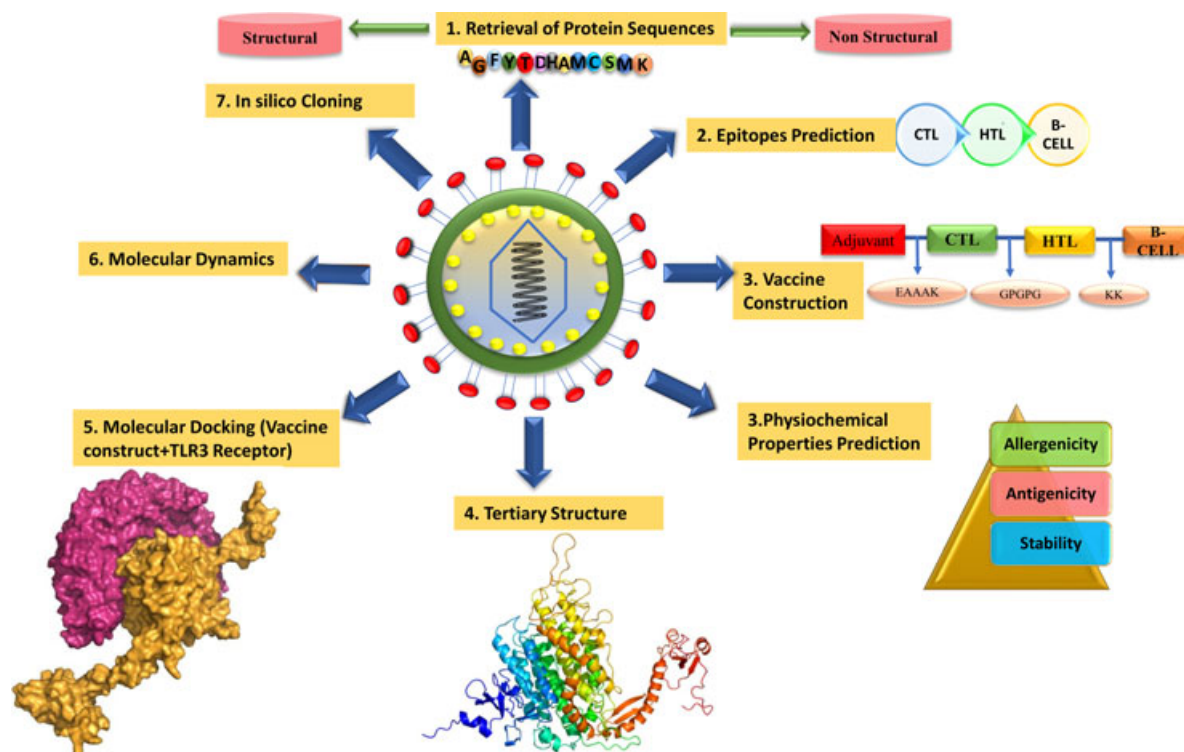 Structural
1. Retrieval of Protein Sequences
Non Structural
A G F Y T D H A M C S M K
7. In silico Cloning
2. Epitopes Prediction
CTL
HTL
B-
CELL
6. Molecular Dynamics
3. Vaccine
Construction
Adjuvant
CTL
HTL
B-
CELL
EAAAK
GPGPG
KK
5. Molecular Docking (Vaccine
construct+TLR3 Receptor)
3.Physiochemical
Properties Prediction
Allergenicity
Antigenicity
Stability
4. Tertiary Structure